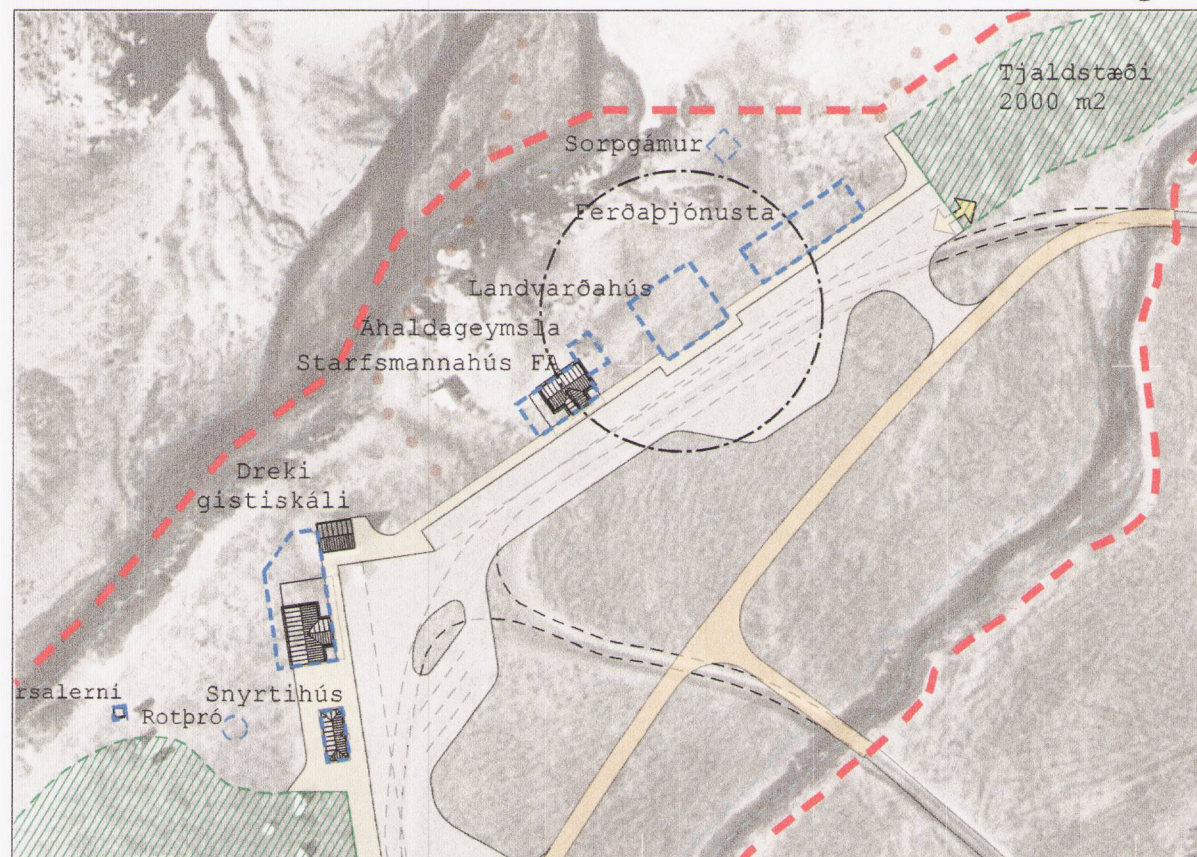 Tjaldstæði
2000 m2
Sorpgámur
Ferðaþjónusta
Landvarðahús
Áhaldageymsla
Starfsmannahús FA
Dreki
gistiskáli
rsalerni
Snyrtihús
Rotþró